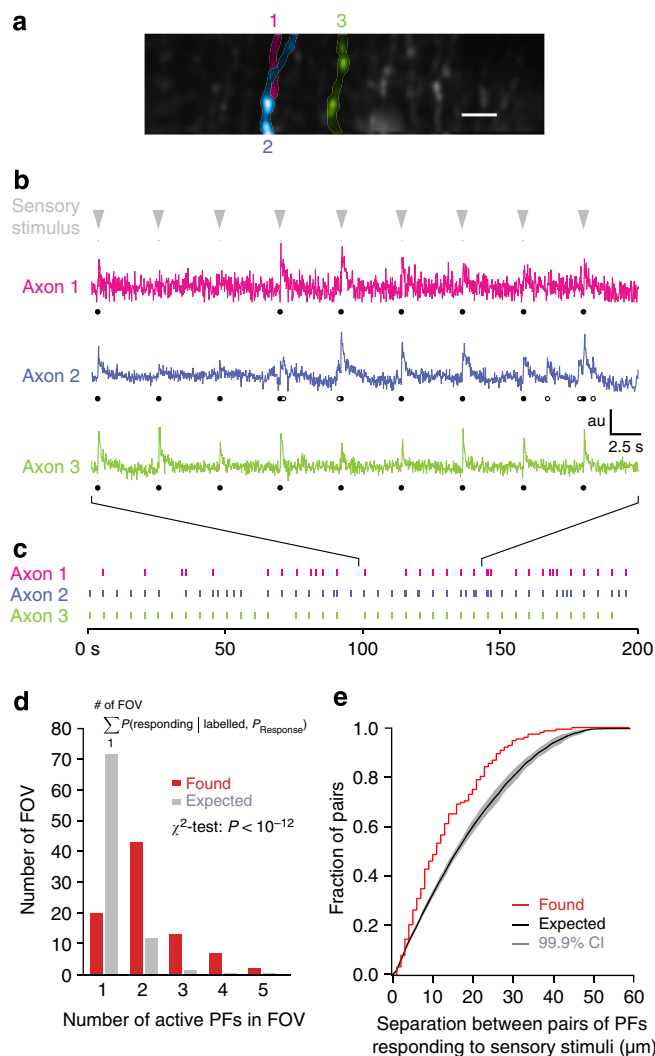 a
1 3
2
b
Sensory
stimulus
Axon 1
Axon 2
au
2.5 s
Axon 3
c
Axon 1
Axon 2
Axon 3
0 s 50 100 150 200
d
# of FOV
∑ P(responding | labelled, P_Response)
1
80
70
60
50
40
30
20
10
0
Number of FOV
Found
Expected
χ²-test: P < 10⁻¹²
1 2 3 4 5
Number of active PFs in FOV
e
1.0
0.8
0.6
0.4
0.2
0.0
Fraction of pairs
Found
Expected
99.9% CI
0 10 20 30 40 50 60
Separation between pairs of PFs
responding to sensory stimuli (μm)